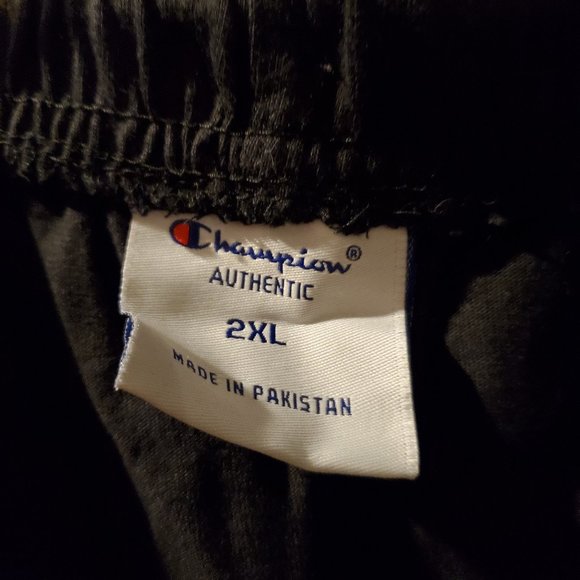 Champion®
AUTHENTIC
2XL
MADE IN PAKISTAN